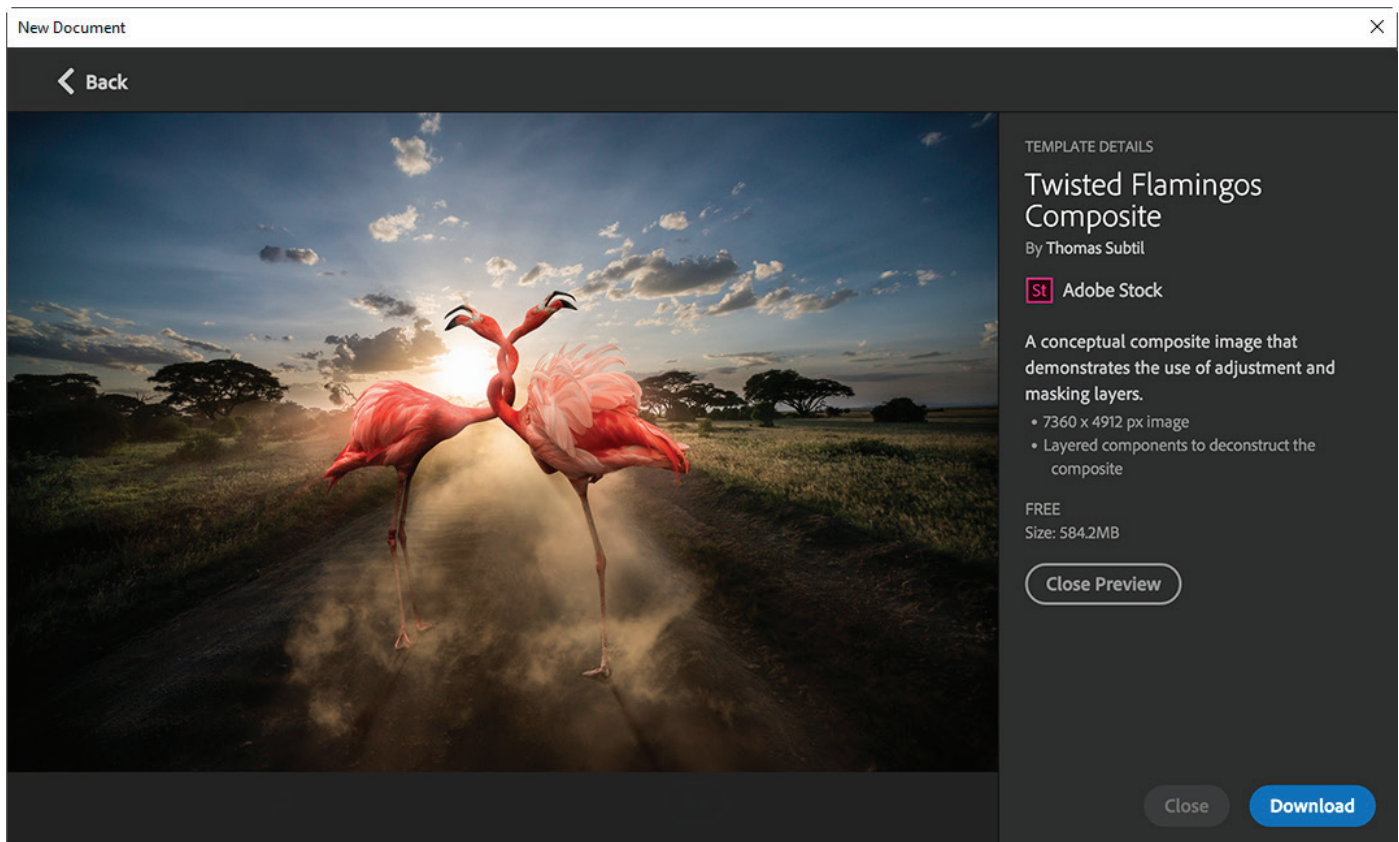 New Document
Back
TEMPLATE DETAILS
Twisted Flamingos
Composite
By Thomas Subtil
St Adobe Stock
A conceptual composite image that
demonstrates the use of adjustment and
masking layers.
• 7360 x 4912 px image
• Layered components to deconstruct the
composite
FREE
Size: 584.2MB
Close Preview
Close
Download